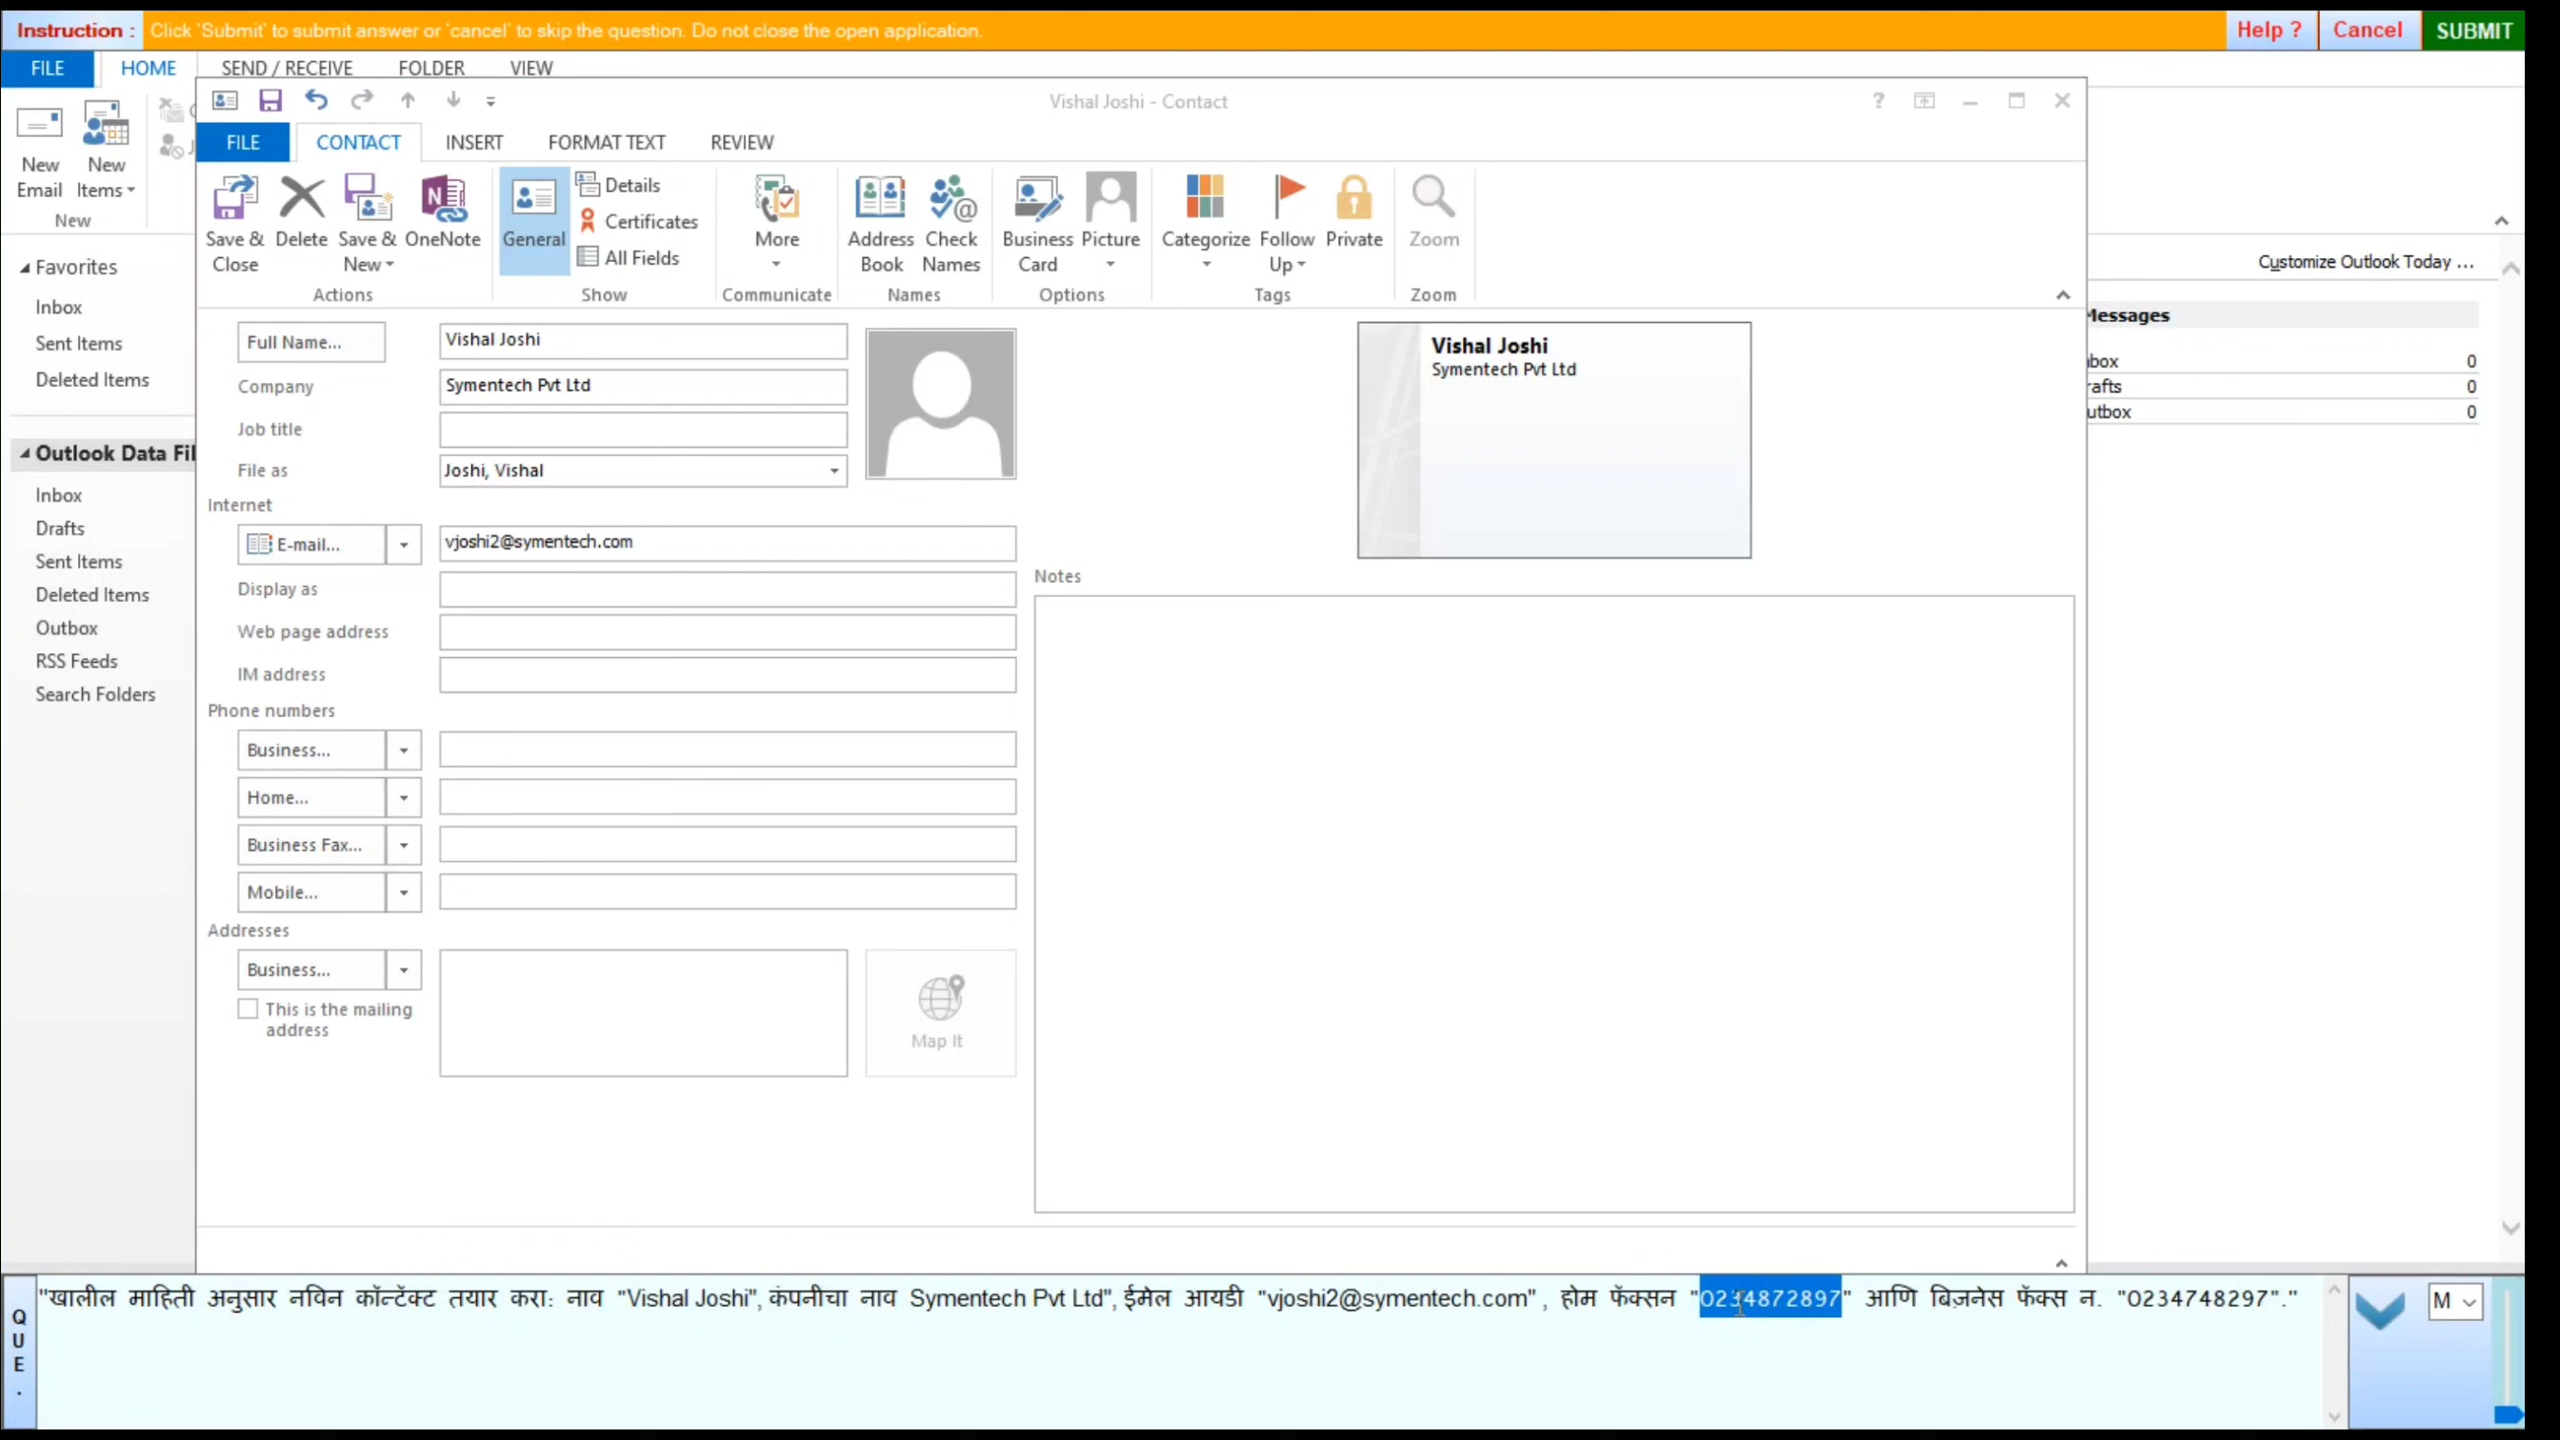 Instruction : Click 'Submit' to submit answer or 'cancel' to skip the question. Do not close the open application. Help ? Cancel SUBMIT
FILE HOME SEND / RECEIVE FOLDER VIEW
Vishal Joshi - Contact
FILE CONTACT INSERT FORMAT TEXT REVIEW
New Email
New Items
New
Save & Close
Delete
Save & New
OneNote
Actions
General
Details
Certificates
All Fields
Show
More
Communicate
Address Book
Check Names
Names
Business Card
Picture
Options
Categorize
Follow Up
Private
Tags
Zoom
Zoom
Favorites
Inbox
Sent Items
Deleted Items
Outlook Data Fil
Inbox
Drafts
Sent Items
Deleted Items
Outbox
RSS Feeds
Search Folders
Full Name... Vishal Joshi
Company Symentech Pvt Ltd
Job title
File as Joshi, Vishal
Internet
E-mail... vjoshi2@symentech.com
Display as
Web page address
IM address
Phone numbers
Business...
Home...
Business Fax...
Mobile...
Addresses
Business...
This is the mailing
address
Map It
Vishal Joshi
Symentech Pvt Ltd
Notes
Customize Outlook Today ...
Messages
box 0
rafts 0
utbox 0
QUE.
"खालील माहिती अनुसार नविन कॉन्टॅक्ट तयार करा: नाव "Vishal Joshi", कंपनीचा नाव Symentech Pvt Ltd", ईमेल आयडी "vjoshi2@symentech.com" , होम फॅक्सन "0234872897" आणि बिज़नेस फॅक्स न. "0234748297"."
M